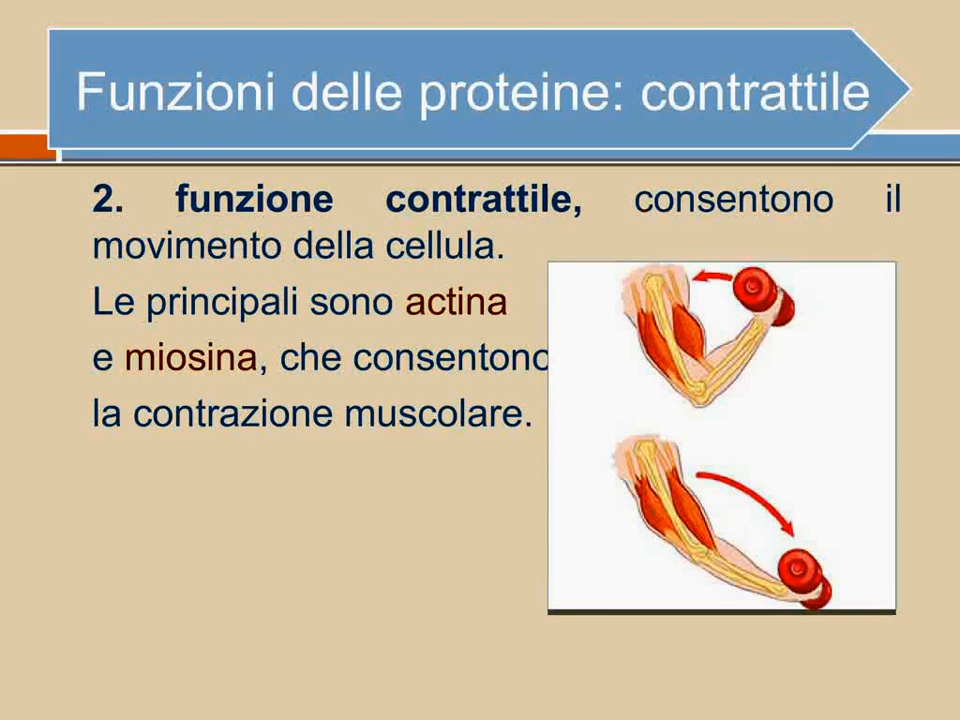 Funzioni delle proteine: contrattile
2. funzione contrattile, consentono il
movimento della cellula.
Le principali sono actina
e miosina, che consentono
la contrazione muscolare.